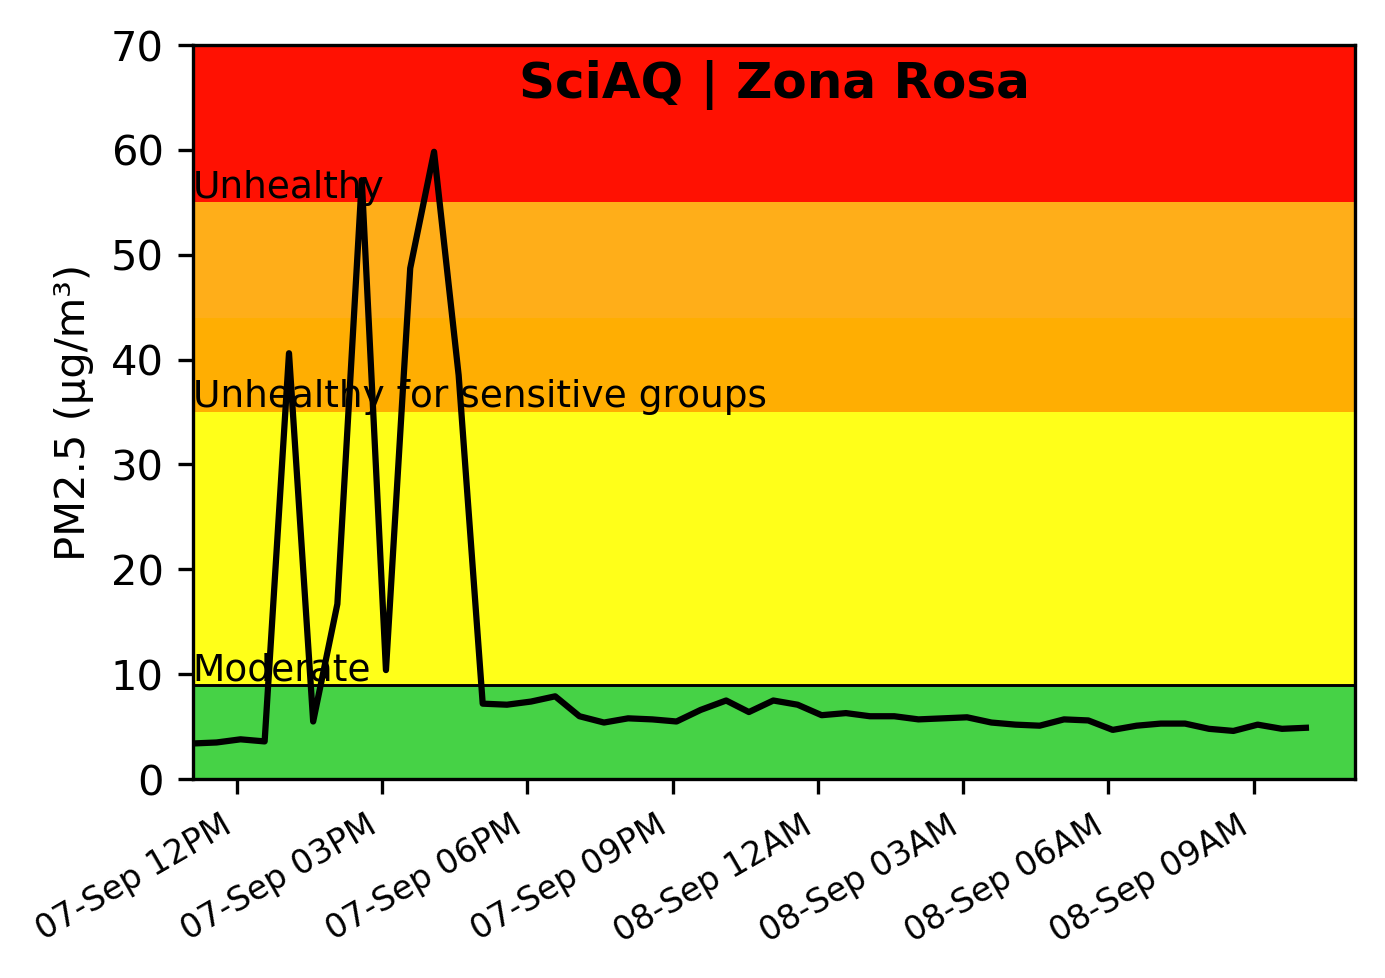 SciAQ | Zona Rosa
PM2.5 (µg/m³)
70
60
Unhealthy
50
40
Unhealthy for sensitive groups
30
20
10
Moderate
0
07-Sep 12PM
07-Sep 03PM
07-Sep 06PM
07-Sep 09PM
08-Sep 12AM
08-Sep 03AM
08-Sep 06AM
08-Sep 09AM